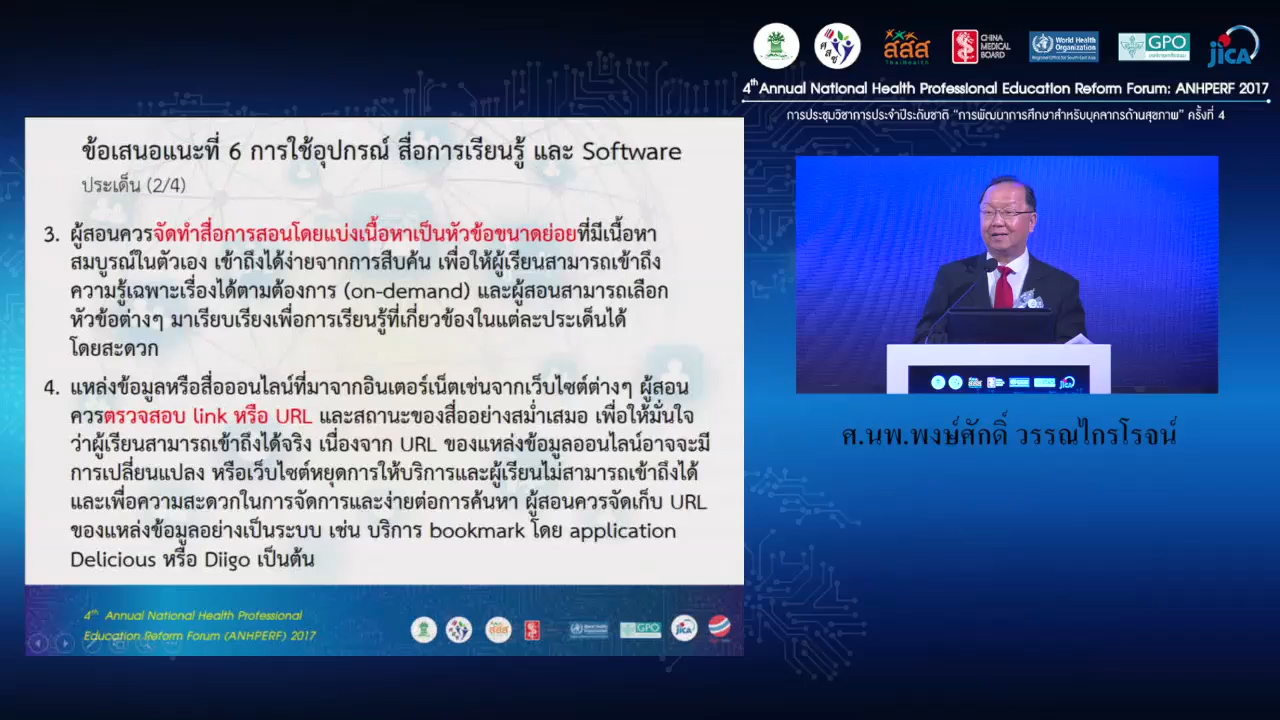 สสส
ThaiHealth
CHINA
MEDICAL
BOARD
World Health
Organization
GPO
jICA
4th Annual National Health Professional Education Reform Forum: ANHPERF 2017
การประชุมวิชาการประจำปีระดับชาติ “การพัฒนาการศึกษาสำหรับบุคลากรด้านสุขภาพ” ครั้งที่ 4
ข้อเสนอแนะที่ 6 การใช้อุปกรณ์ สื่อการเรียนรู้ และ Software
ประเด็น (2/4)
3. ผู้สอนควรจัดทำสื่อการสอนโดยแบ่งเนื้อหาเป็นหัวข้อขนาดย่อยที่มีเนื้อหา
สมบูรณ์ในตัวเอง เข้าถึงได้ง่ายจากการสืบค้น เพื่อให้ผู้เรียนสามารถเข้าถึง
ความรู้เฉพาะเรื่องได้ตามต้องการ (on-demand) และผู้สอนสามารถเลือก
หัวข้อต่างๆ มาเรียบเรียงเพื่อการเรียนรู้ที่เกี่ยวข้องในแต่ละประเด็นได้
โดยสะดวก
4. แหล่งข้อมูลหรือสื่อออนไลน์ที่มาจากอินเตอร์เน็ตเช่นจากเว็บไซต์ต่างๆ ผู้สอน
ควรตรวจสอบ link หรือ URL และสถานะของสื่ออย่างสม่ำเสมอ เพื่อให้มั่นใจ
ว่าผู้เรียนสามารถเข้าถึงได้จริง เนื่องจาก URL ของแหล่งข้อมูลออนไลน์อาจจะมี
การเปลี่ยนแปลง หรือเว็บไซต์หยุดการให้บริการและผู้เรียนไม่สามารถเข้าถึงได้
และเพื่อความสะดวกในการจัดการและง่ายต่อการค้นหา ผู้สอนควรจัดเก็บ URL
ของแหล่งข้อมูลอย่างเป็นระบบ เช่น บริการ bookmark โดย application
Delicious หรือ Diigo เป็นต้น
ศ.นพ.พงษ์ศักดิ์ วรรณไกรโรจน์
4th Annual National Health Professional
Education Reform Forum (ANHPERF) 2017
สสส
GPO
jICA